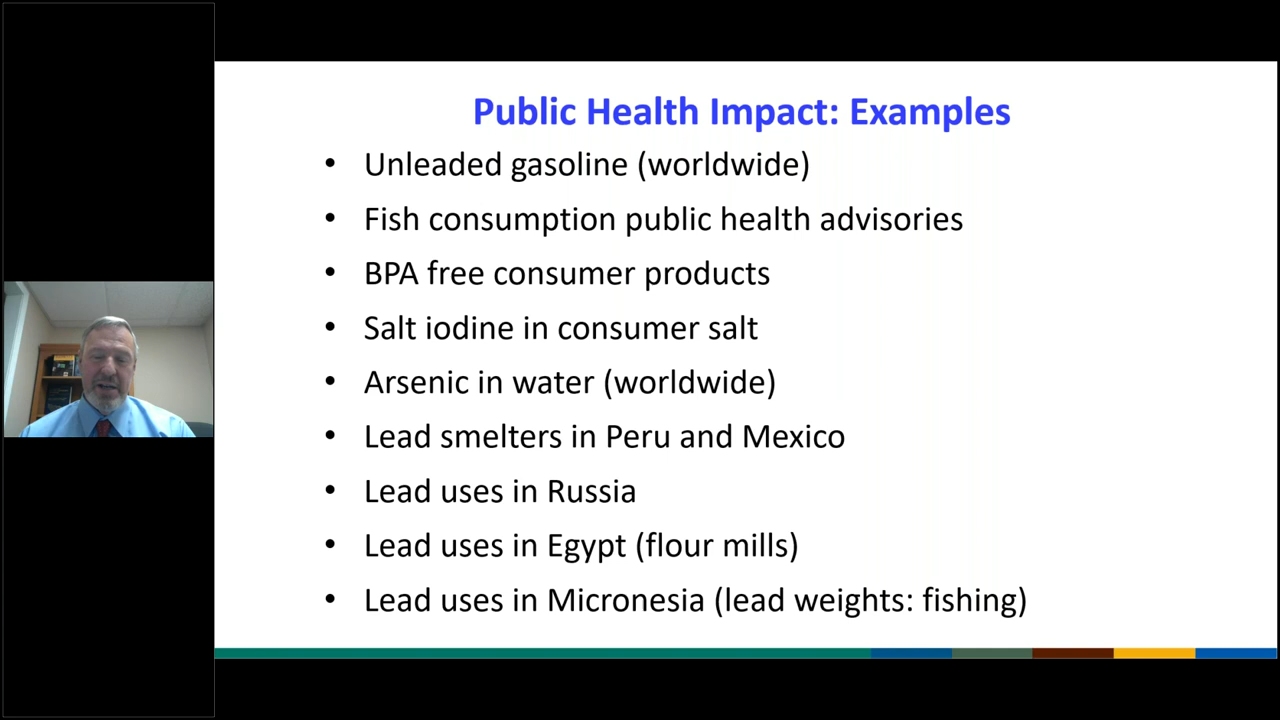 Public Health Impact: Examples
• Unleaded gasoline (worldwide)
• Fish consumption public health advisories
• BPA free consumer products
• Salt iodine in consumer salt
• Arsenic in water (worldwide)
• Lead smelters in Peru and Mexico
• Lead uses in Russia
• Lead uses in Egypt (flour mills)
• Lead uses in Micronesia (lead weights: fishing)